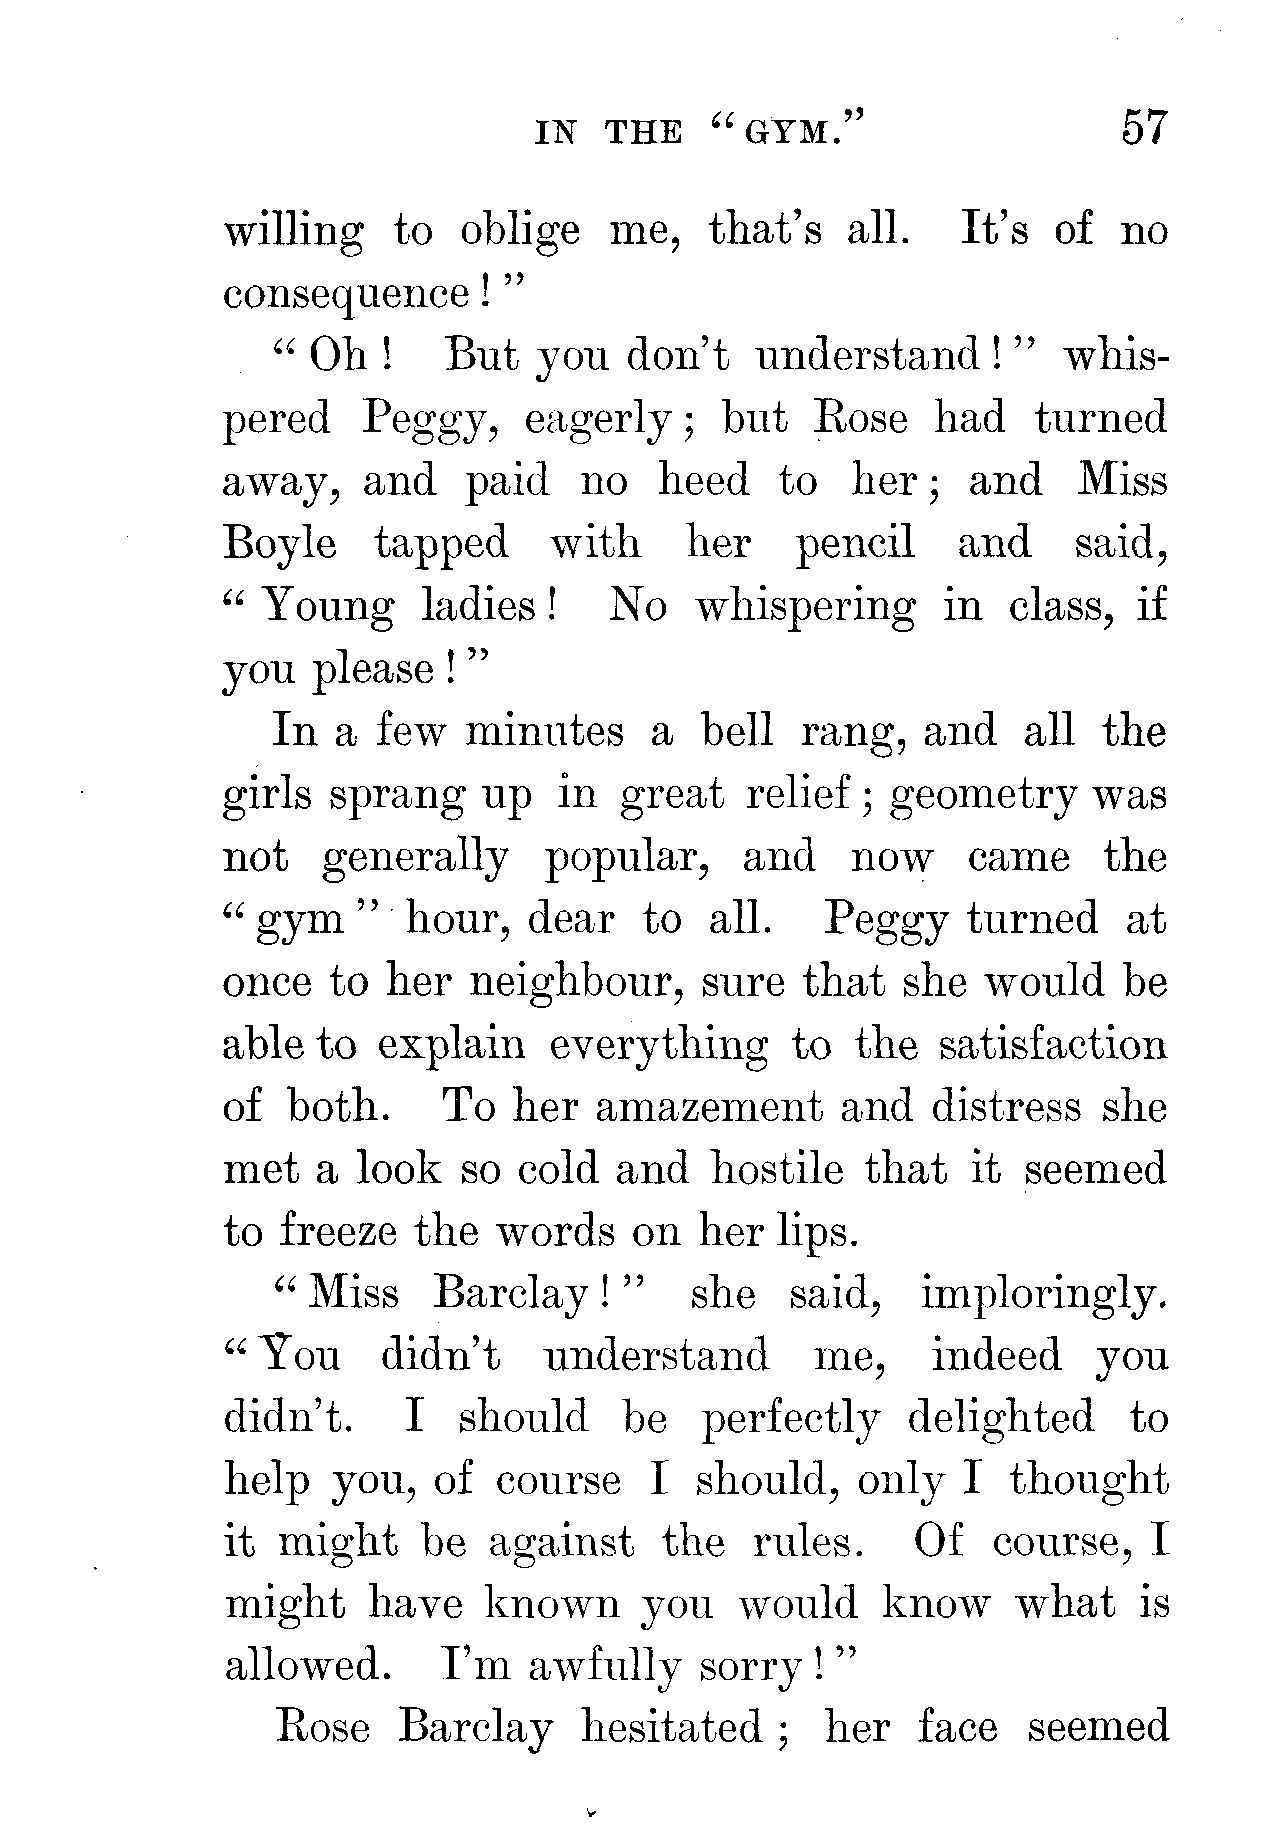 IN THE "GYM." 57
willing to oblige me, that's all. It's of no
consequence!"
"Oh! But you don't understand!" whis-
pered Peggy, eagerly; but Rose had turned
away, and paid no heed to her; and Miss
Boyle tapped with her pencil and said,
"Young ladies! No whispering in class, if
you please!"
In a few minutes a bell rang, and all the
girls sprang up in great relief; geometry was
not generally popular, and now came the
"gym" hour, dear to all. Peggy turned at
once to her neighbour, sure that she would be
able to explain everything to the satisfaction
of both. To her amazement and distress she
met a look so cold and hostile that it seemed
to freeze the words on her lips.
"Miss Barclay!" she said, imploringly.
"You didn't understand me, indeed you
didn't. I should be perfectly delighted to
help you, of course I should, only I thought
it might be against the rules. Of course, I
might have known you would know what is
allowed. I'm awfully sorry!"
Rose Barclay hesitated; her face seemed